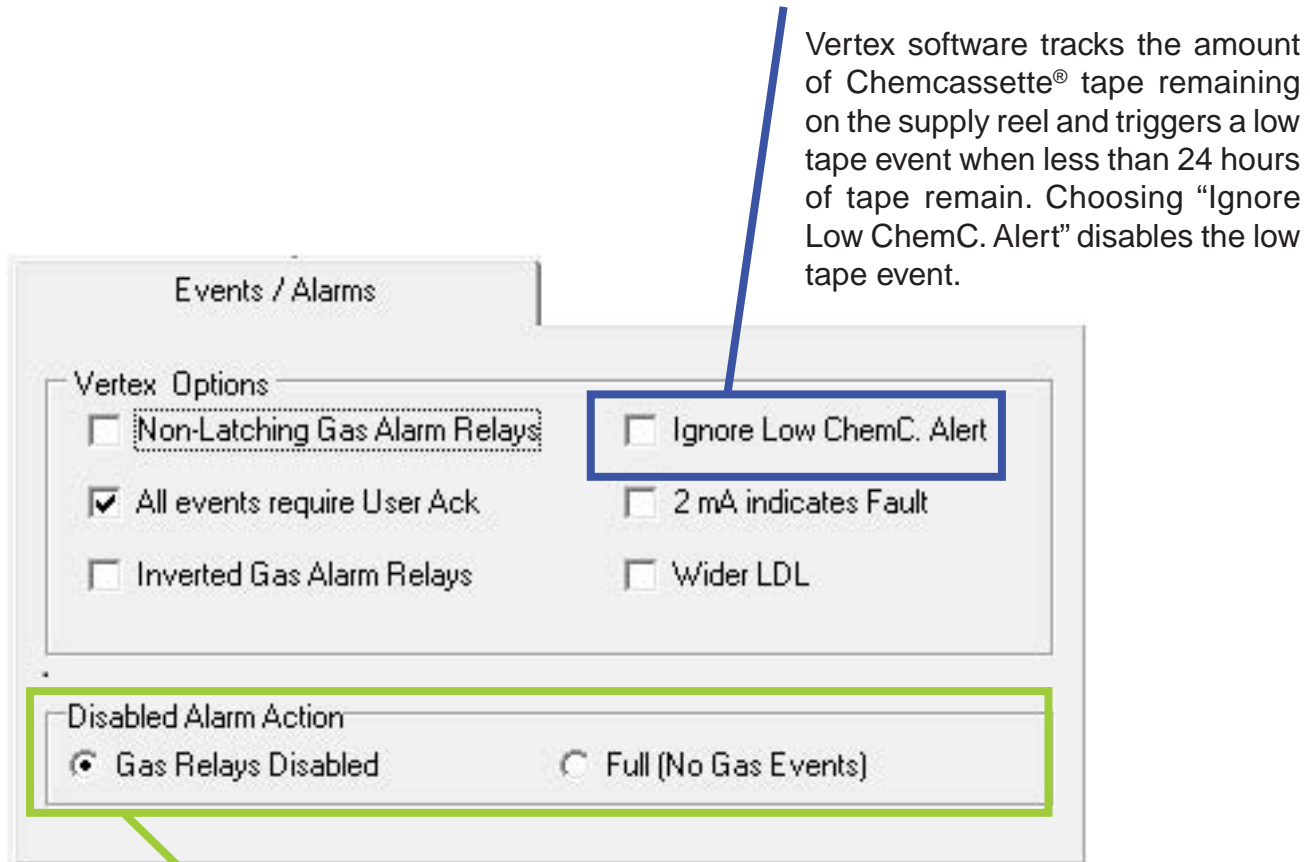 Vertex software tracks the amount
of Chemcassette® tape remaining
on the supply reel and triggers a low
tape event when less than 24 hours
of tape remain. Choosing “Ignore
Low ChemC. Alert” disables the low
tape event.
Events / Alarms
Vertex Options
Non-Latching Gas Alarm Relays
Ignore Low ChemC. Alert
All events require User Ack
2 mA indicates Fault
Inverted Gas Alarm Relays
Wider LDL
Disabled Alarm Action
Gas Relays Disabled
Full (No Gas Events)